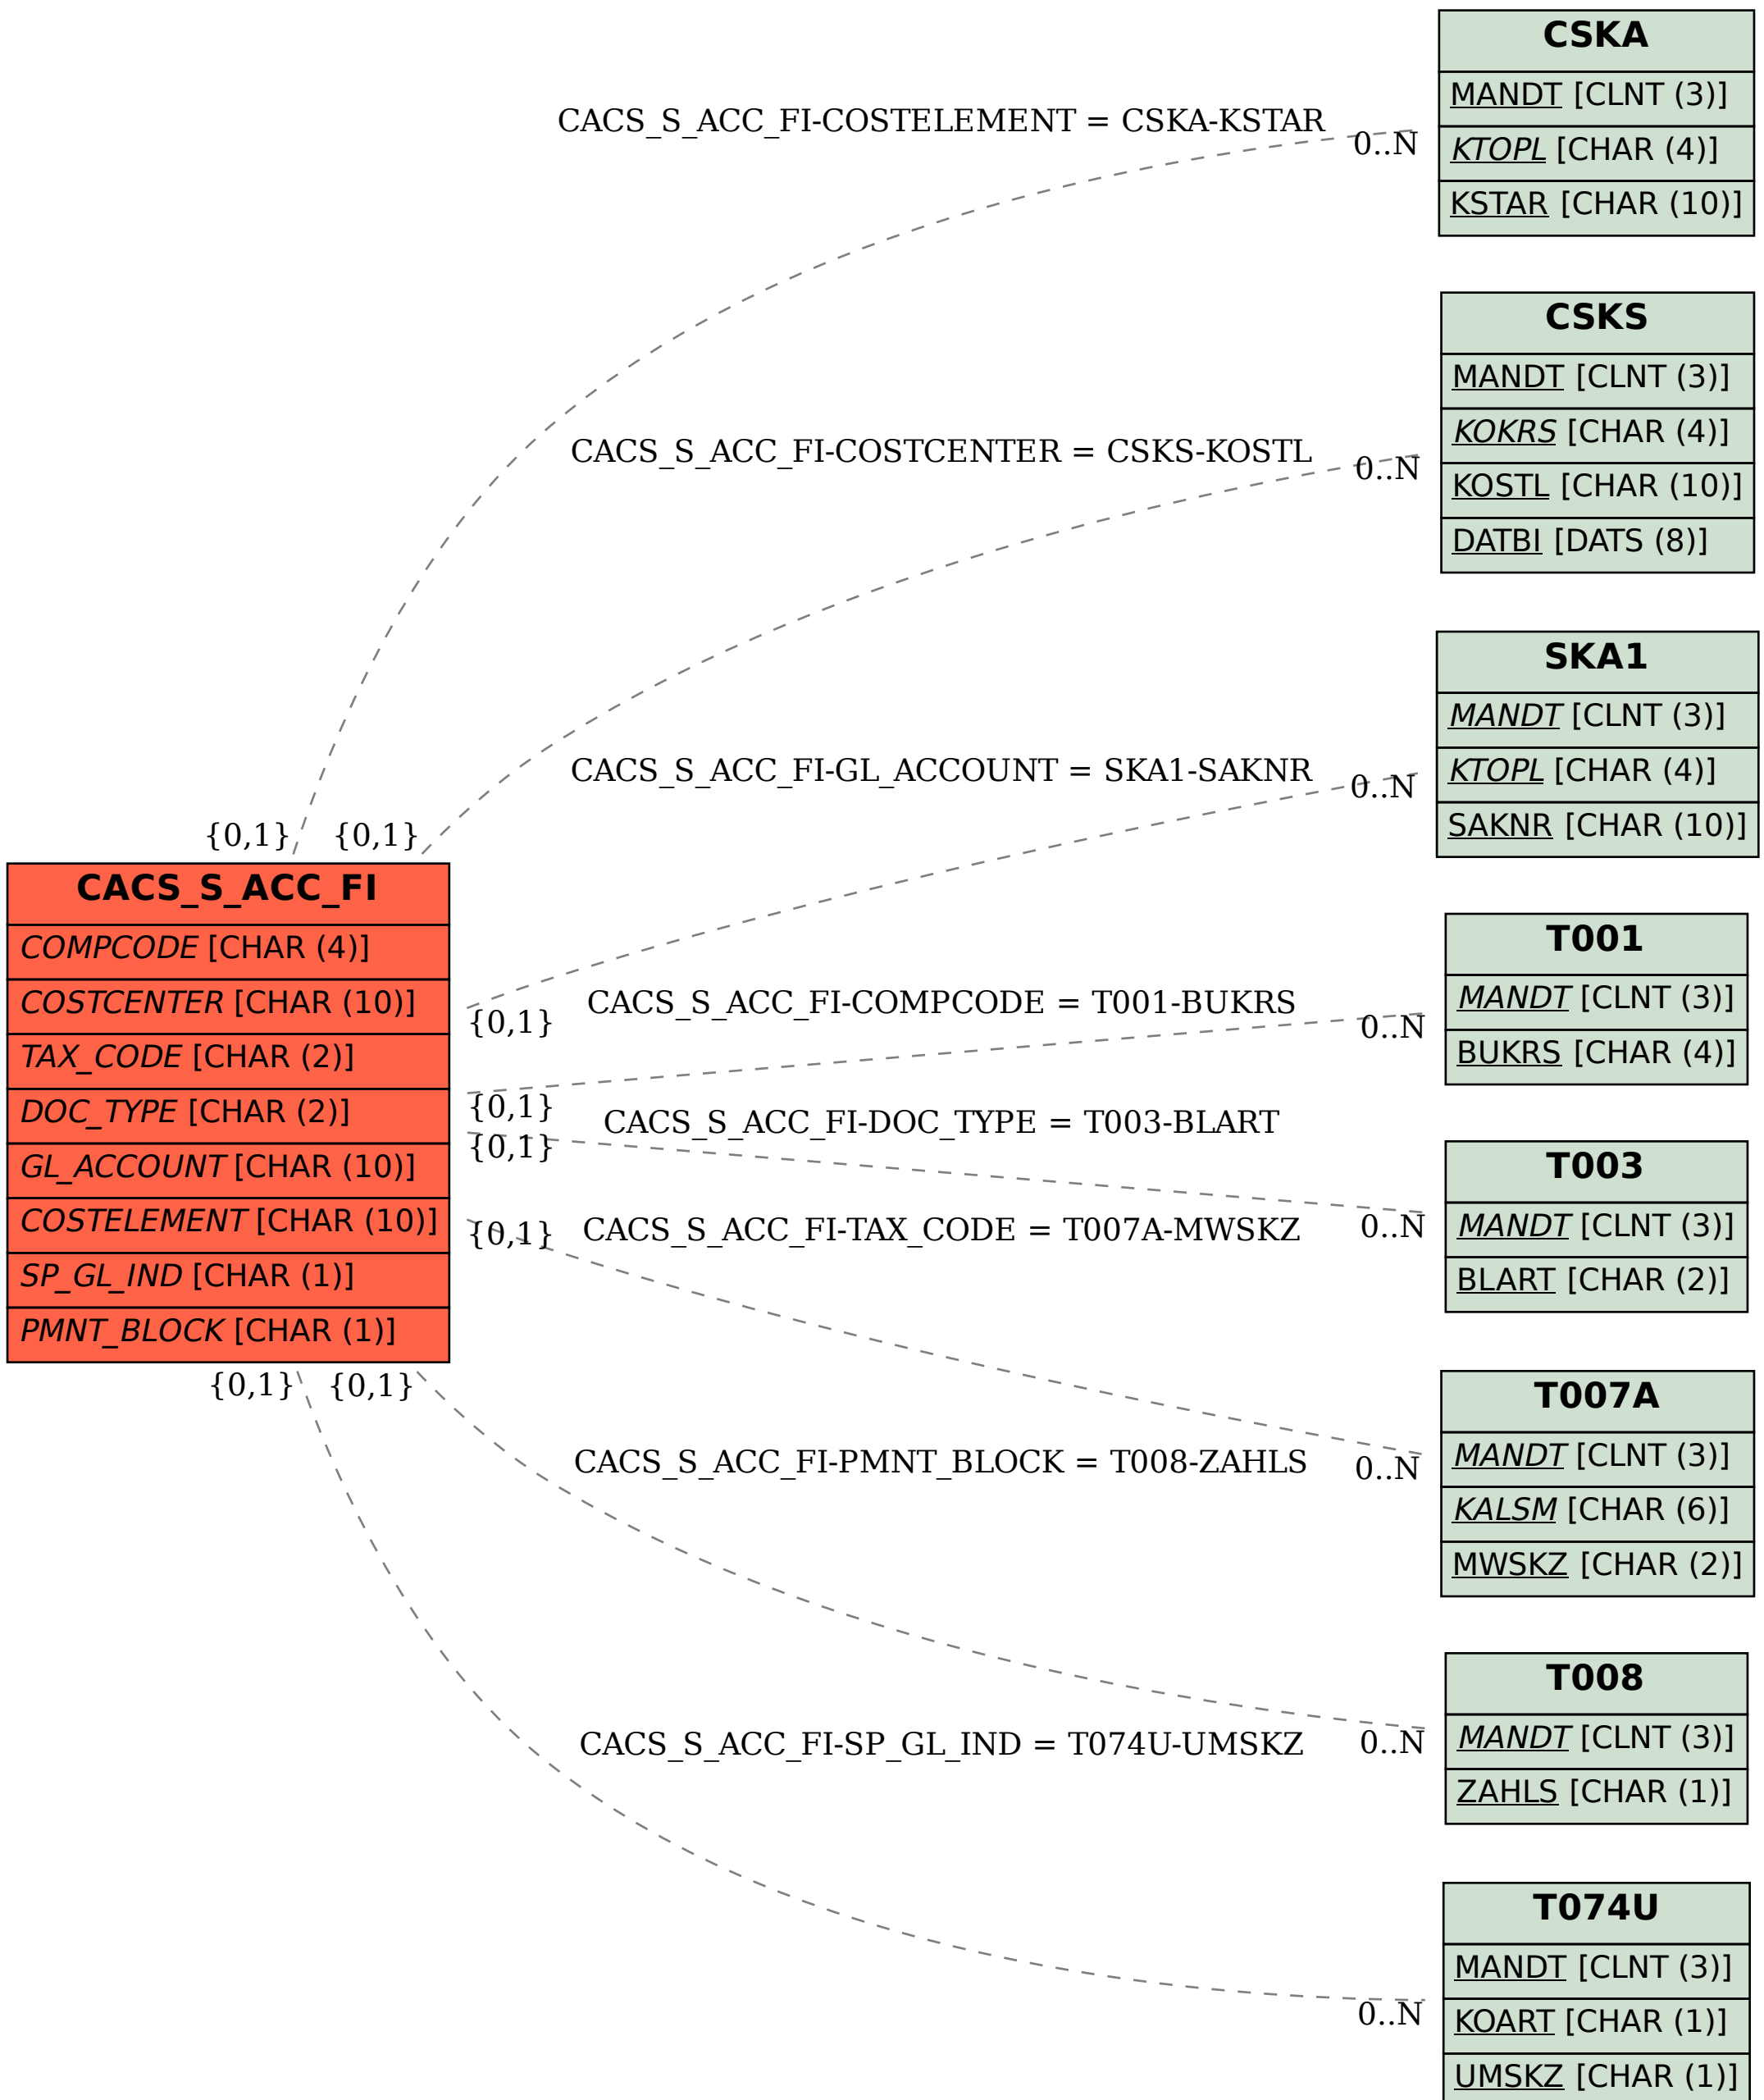 CSKA
MANDT [CLNT (3)]
KTOPL [CHAR (4)]
KSTAR [CHAR (10)]
CACS_S_ACC_FI-COSTELEMENT = CSKA-KSTAR
0..N
CSKS
MANDT [CLNT (3)]
KOKRS [CHAR (4)]
KOSTL [CHAR (10)]
DATBI [DATS (8)]
CACS_S_ACC_FI-COSTCENTER = CSKS-KOSTL
0..N
SKA1
MANDT [CLNT (3)]
KTOPL [CHAR (4)]
SAKNR [CHAR (10)]
CACS_S_ACC_FI-GL_ACCOUNT = SKA1-SAKNR
0..N
{0,1}
{0,1}
CACS_S_ACC_FI
COMPCODE [CHAR (4)]
COSTCENTER [CHAR (10)]
TAX_CODE [CHAR (2)]
DOC_TYPE [CHAR (2)]
GL_ACCOUNT [CHAR (10)]
COSTELEMENT [CHAR (10)]
SP_GL_IND [CHAR (1)]
PMNT_BLOCK [CHAR (1)]
{0,1}
CACS_S_ACC_FI-COMPCODE = T001-BUKRS
0..N
T001
MANDT [CLNT (3)]
BUKRS [CHAR (4)]
{0,1}
CACS_S_ACC_FI-DOC_TYPE = T003-BLART
{0,1}
0..N
T003
MANDT [CLNT (3)]
BLART [CHAR (2)]
{0,1}
CACS_S_ACC_FI-TAX_CODE = T007A-MWSKZ
0..N
T007A
MANDT [CLNT (3)]
KALSM [CHAR (6)]
MWSKZ [CHAR (2)]
{0,1}
{0,1}
CACS_S_ACC_FI-PMNT_BLOCK = T008-ZAHLS
0..N
T008
MANDT [CLNT (3)]
ZAHLS [CHAR (1)]
CACS_S_ACC_FI-SP_GL_IND = T074U-UMSKZ
0..N
T074U
MANDT [CLNT (3)]
KOART [CHAR (1)]
UMSKZ [CHAR (1)]